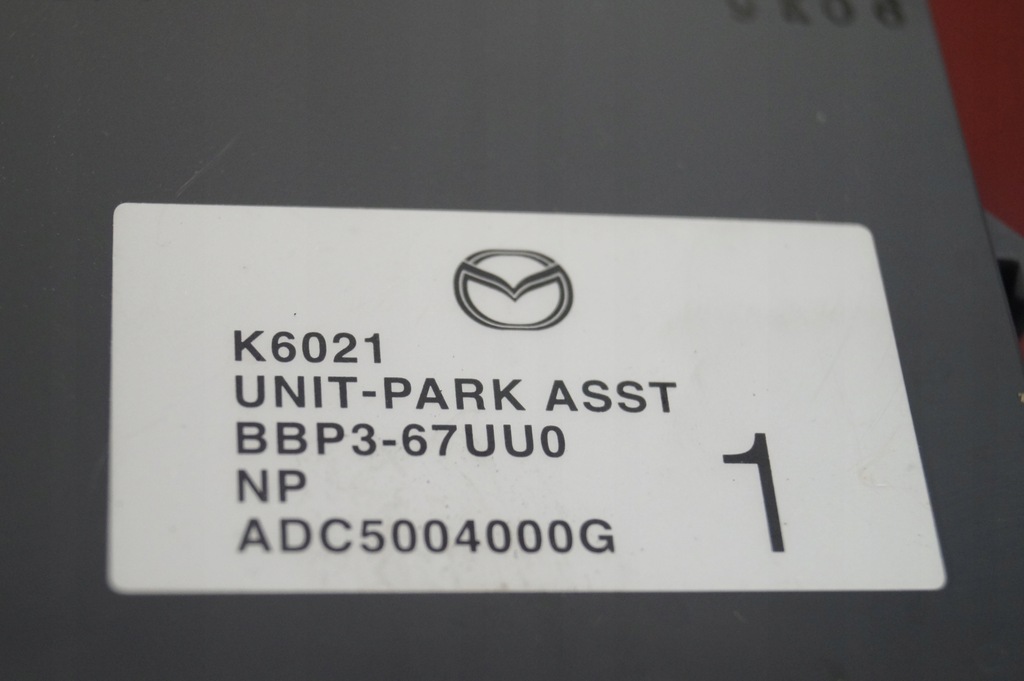 K6021
UNIT-PARK ASST
BBP3-67UU0
NP
ADC5004000G
1